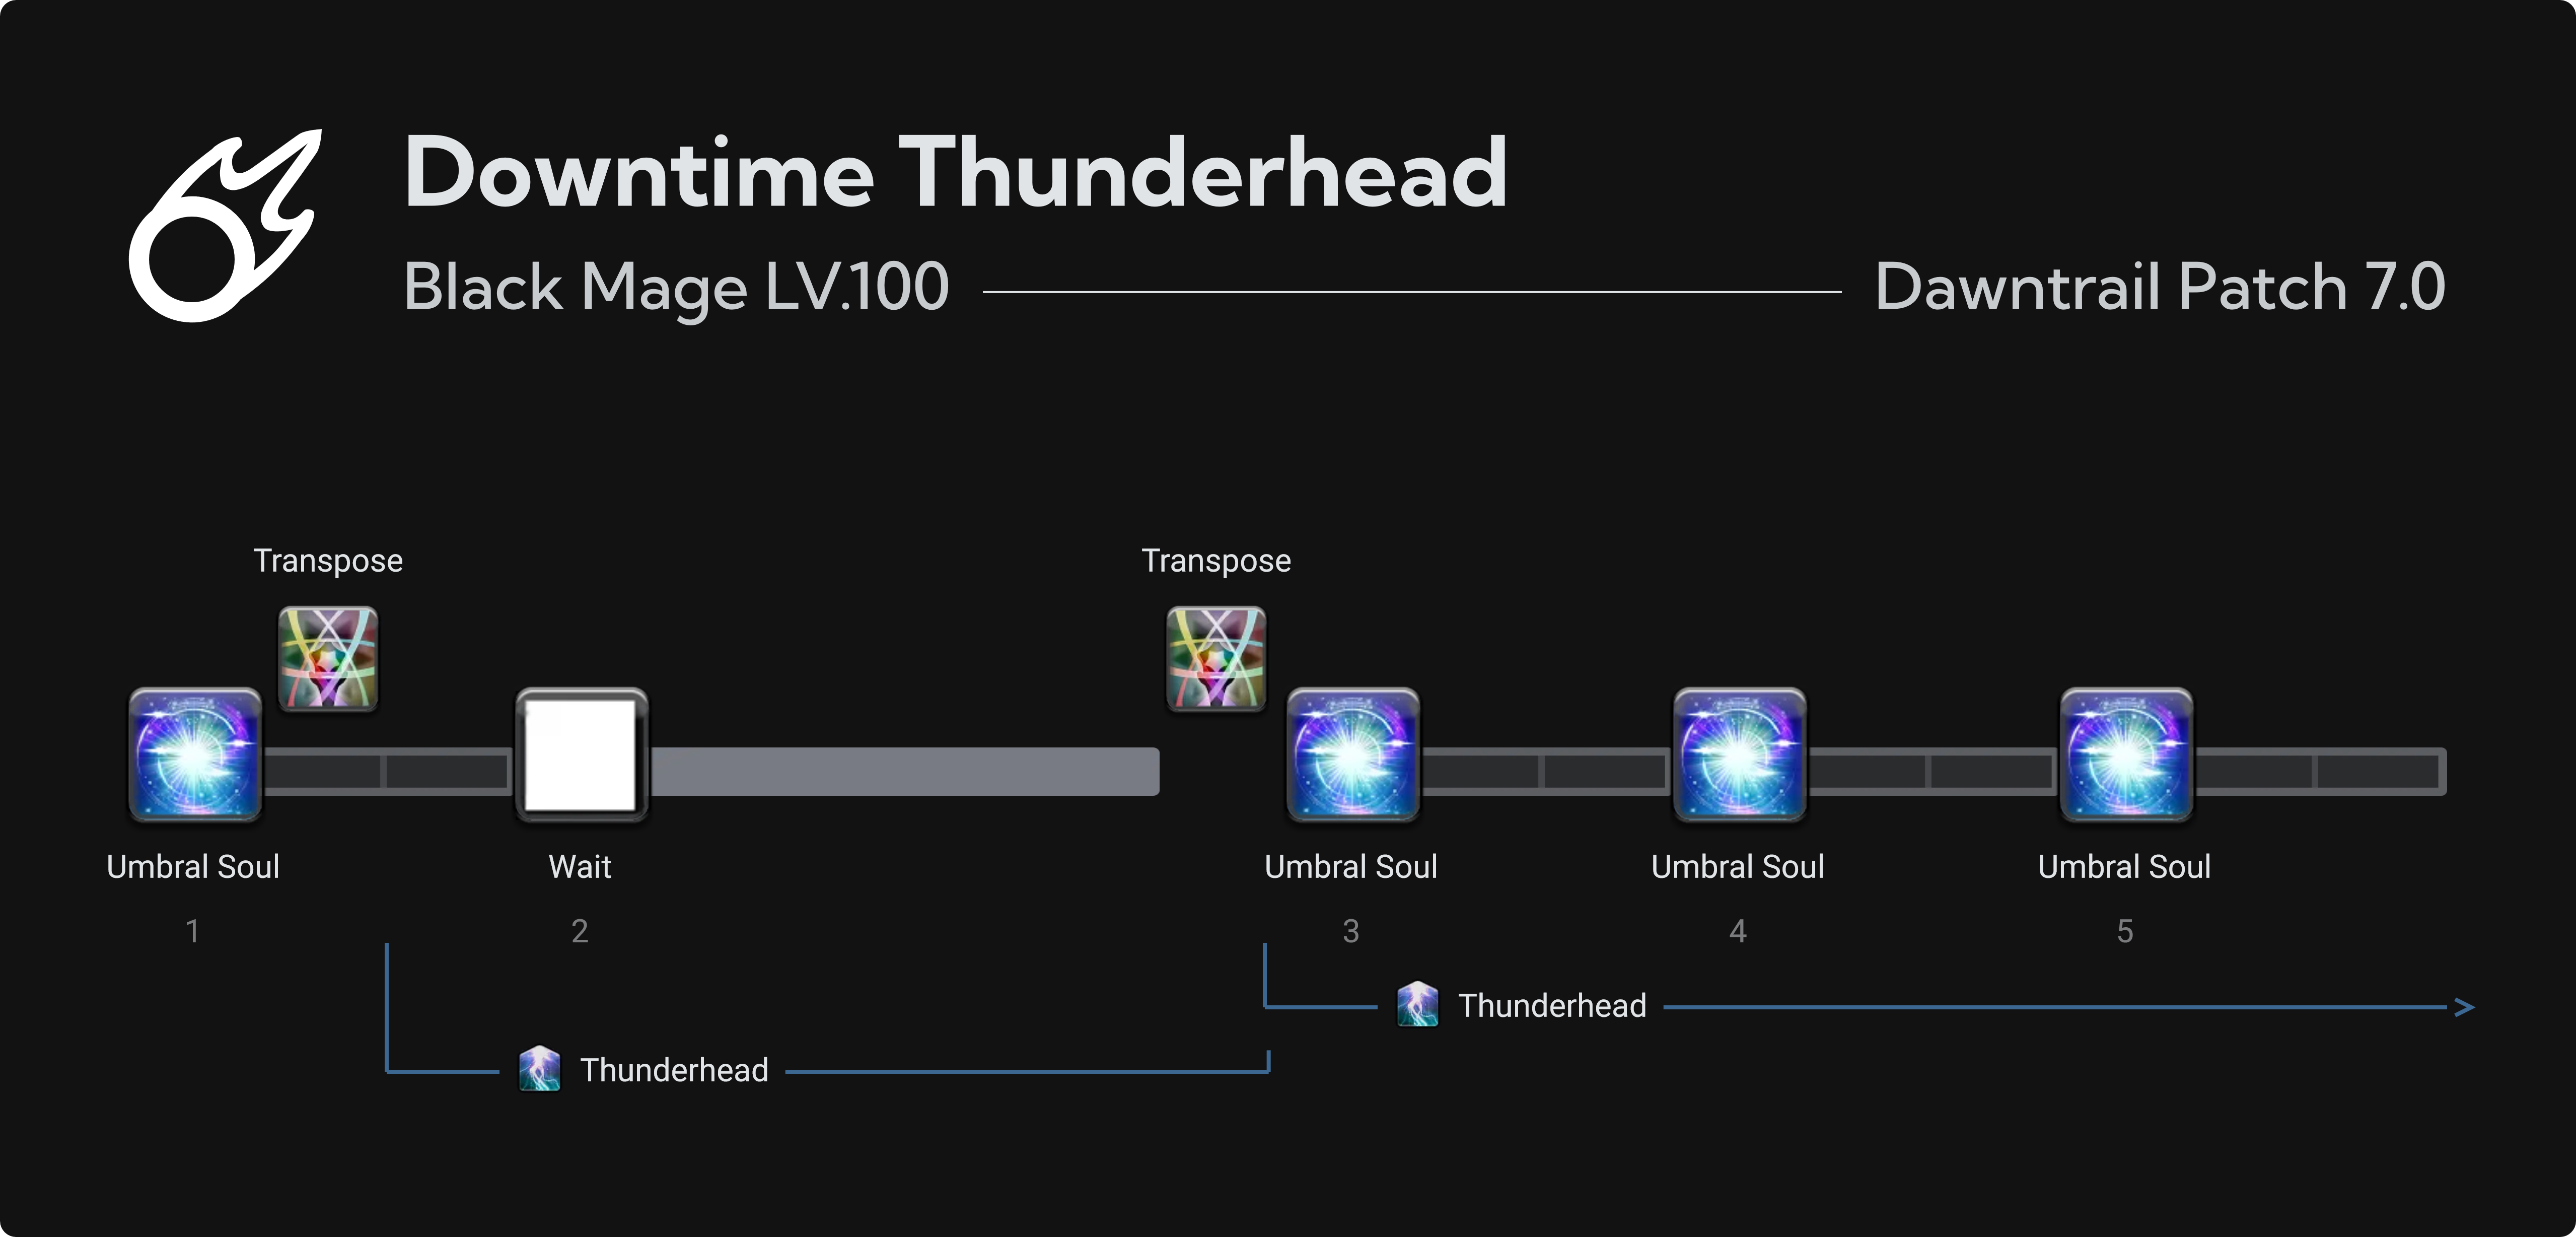 Downtime Thunderhead
Black Mage LV.100
Dawntrail Patch 7.0
Transpose
Transpose
Umbral Soul
Wait
Umbral Soul
Umbral Soul
Umbral Soul
1
2
3
4
5
Thunderhead
Thunderhead